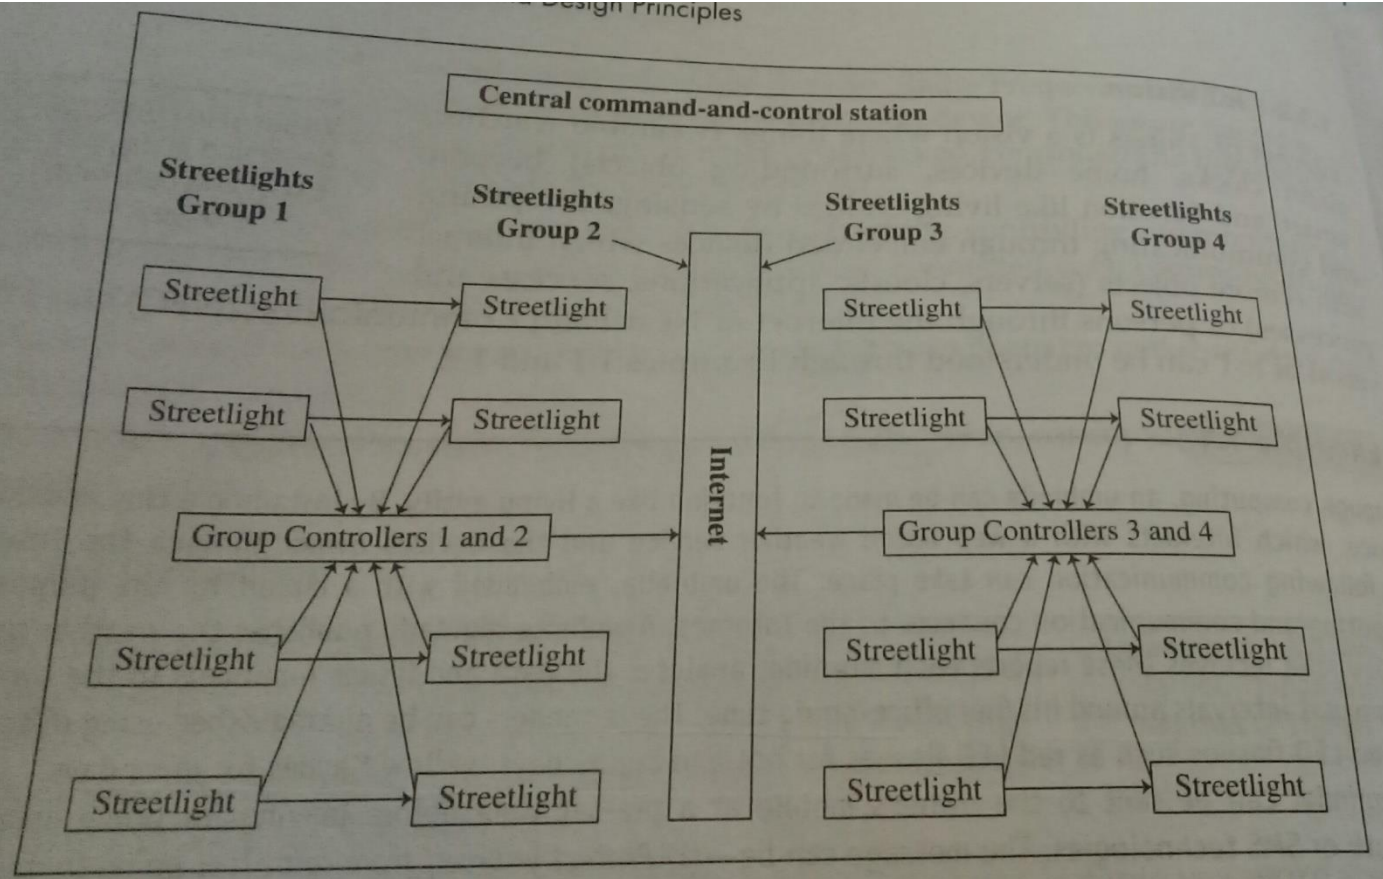 Design Principles
Central command-and-control station
Streetlights
Group 1
Streetlights
Group 2
Streetlights
Group 3
Streetlights
Group 4
Streetlight
Streetlight
Streetlight
Streetlight
Streetlight
Streetlight
Streetlight
Streetlight
Internet
Group Controllers 1 and 2
Group Controllers 3 and 4
Streetlight
Streetlight
Streetlight
Streetlight
Streetlight
Streetlight
Streetlight
Streetlight